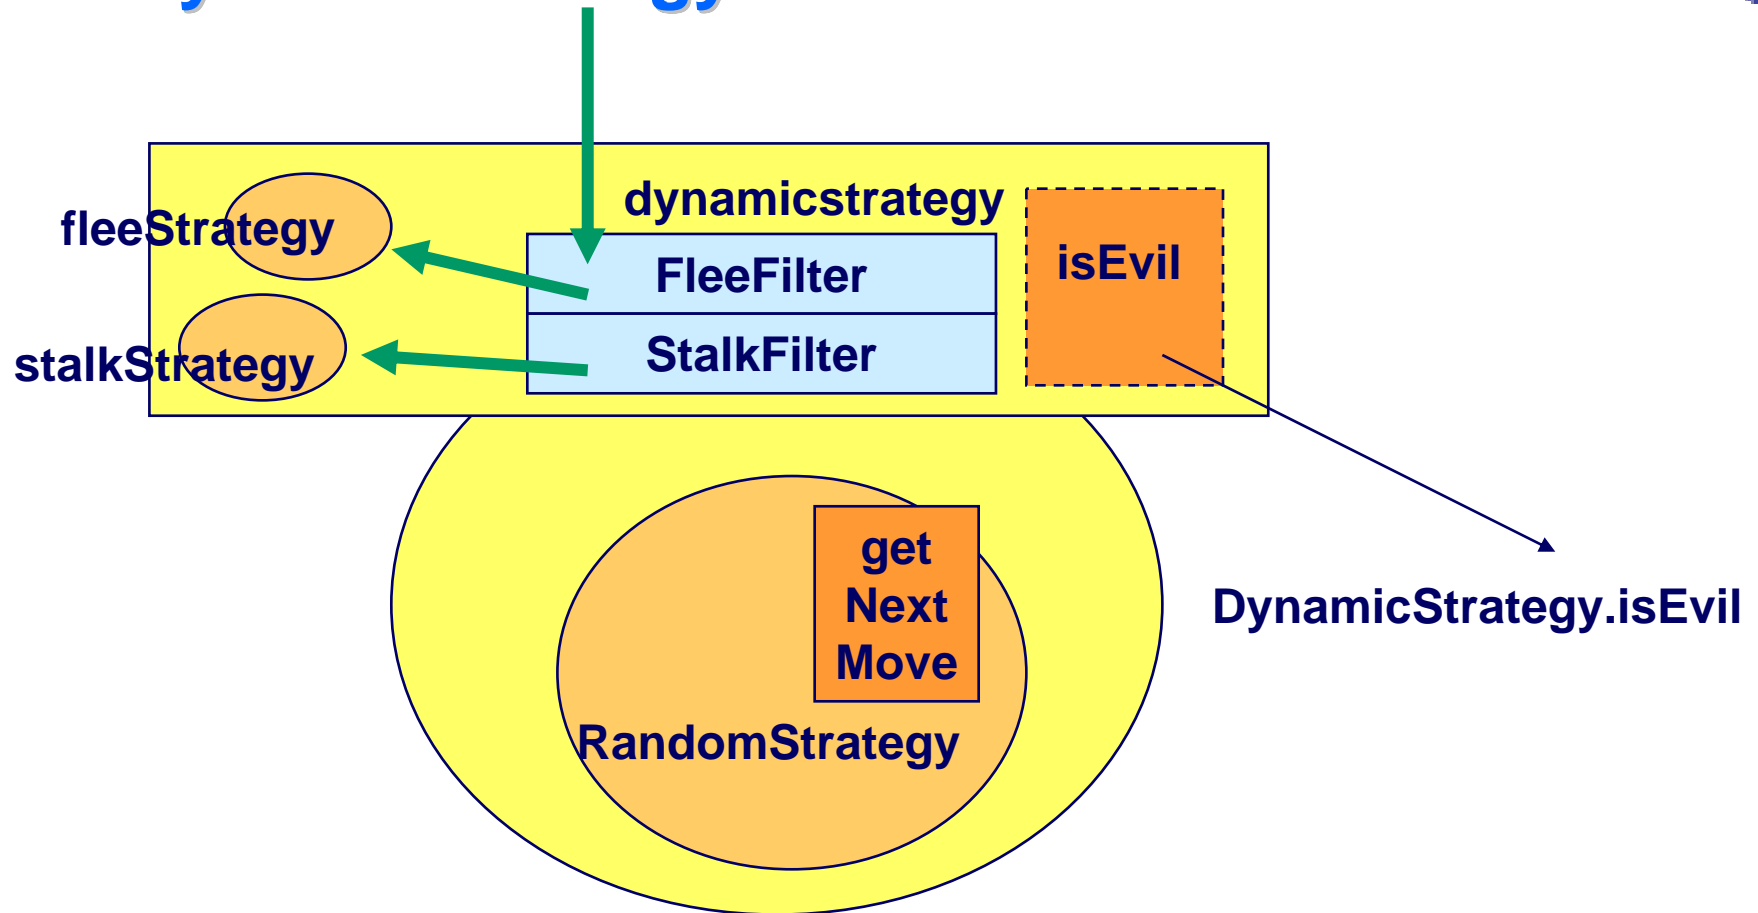 dynamicstrategy
fleeStrategy
FleeFilter
isEvil
stalkStrategy
StalkFilter
get
Next
Move
DynamicStrategy.isEvil
RandomStrategy